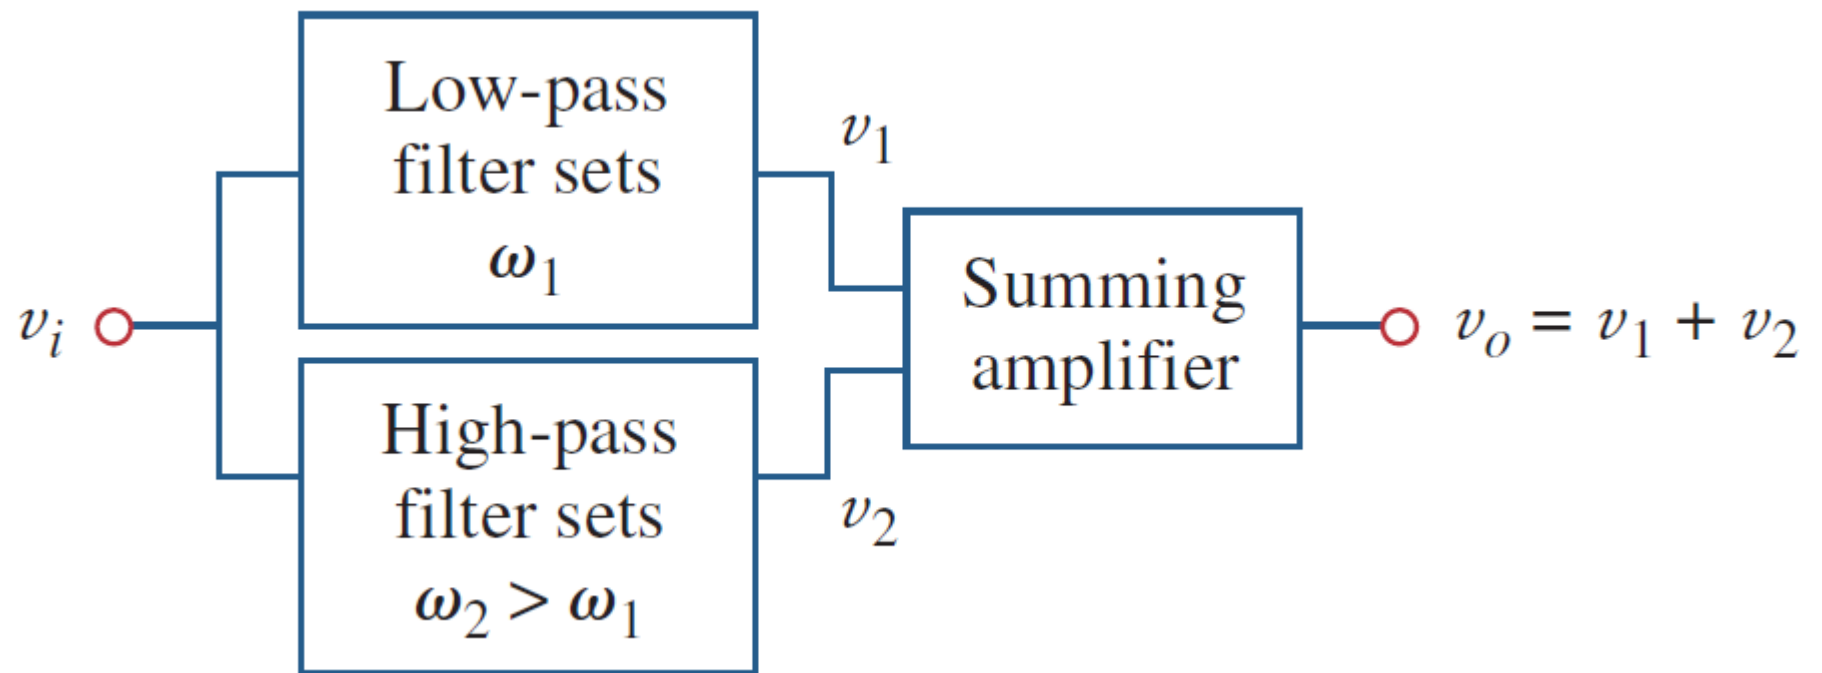 Low-pass
filter sets
ω₁
v₁
vᵢ
High-pass
filter sets
ω₂ > ω₁
v₂
Summing
amplifier
vₒ = v₁ + v₂